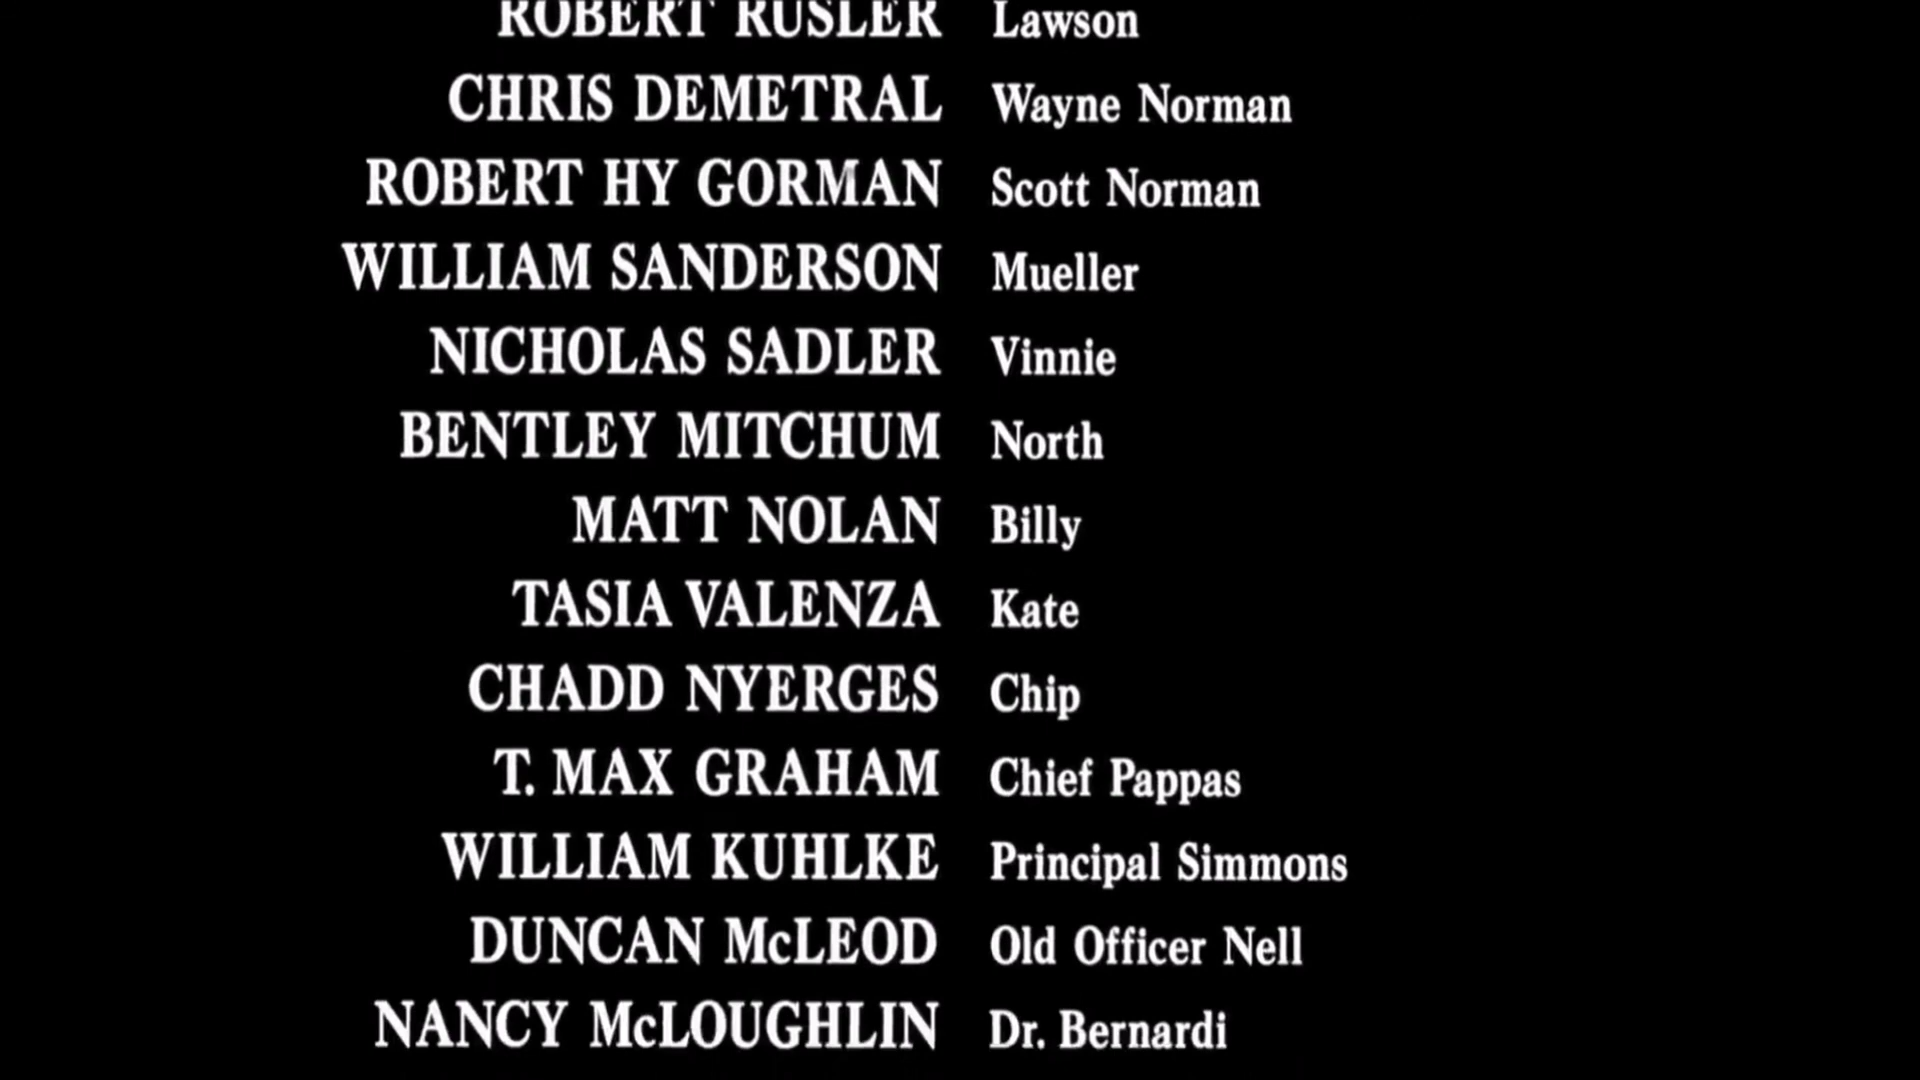 ROBERT RUSLER Lawson
CHRIS DEMETRAL Wayne Norman
ROBERT HY GORMAN Scott Norman
WILLIAM SANDERSON Mueller
NICHOLAS SADLER Vinnie
BENTLEY MITCHUM North
MATT NOLAN Billy
TASIA VALENZA Kate
CHADD NYERGES Chip
T. MAX GRAHAM Chief Pappas
WILLIAM KUHLKE Principal Simmons
DUNCAN McLEOD Old Officer Nell
NANCY McLOUGHLIN Dr. Bernardi